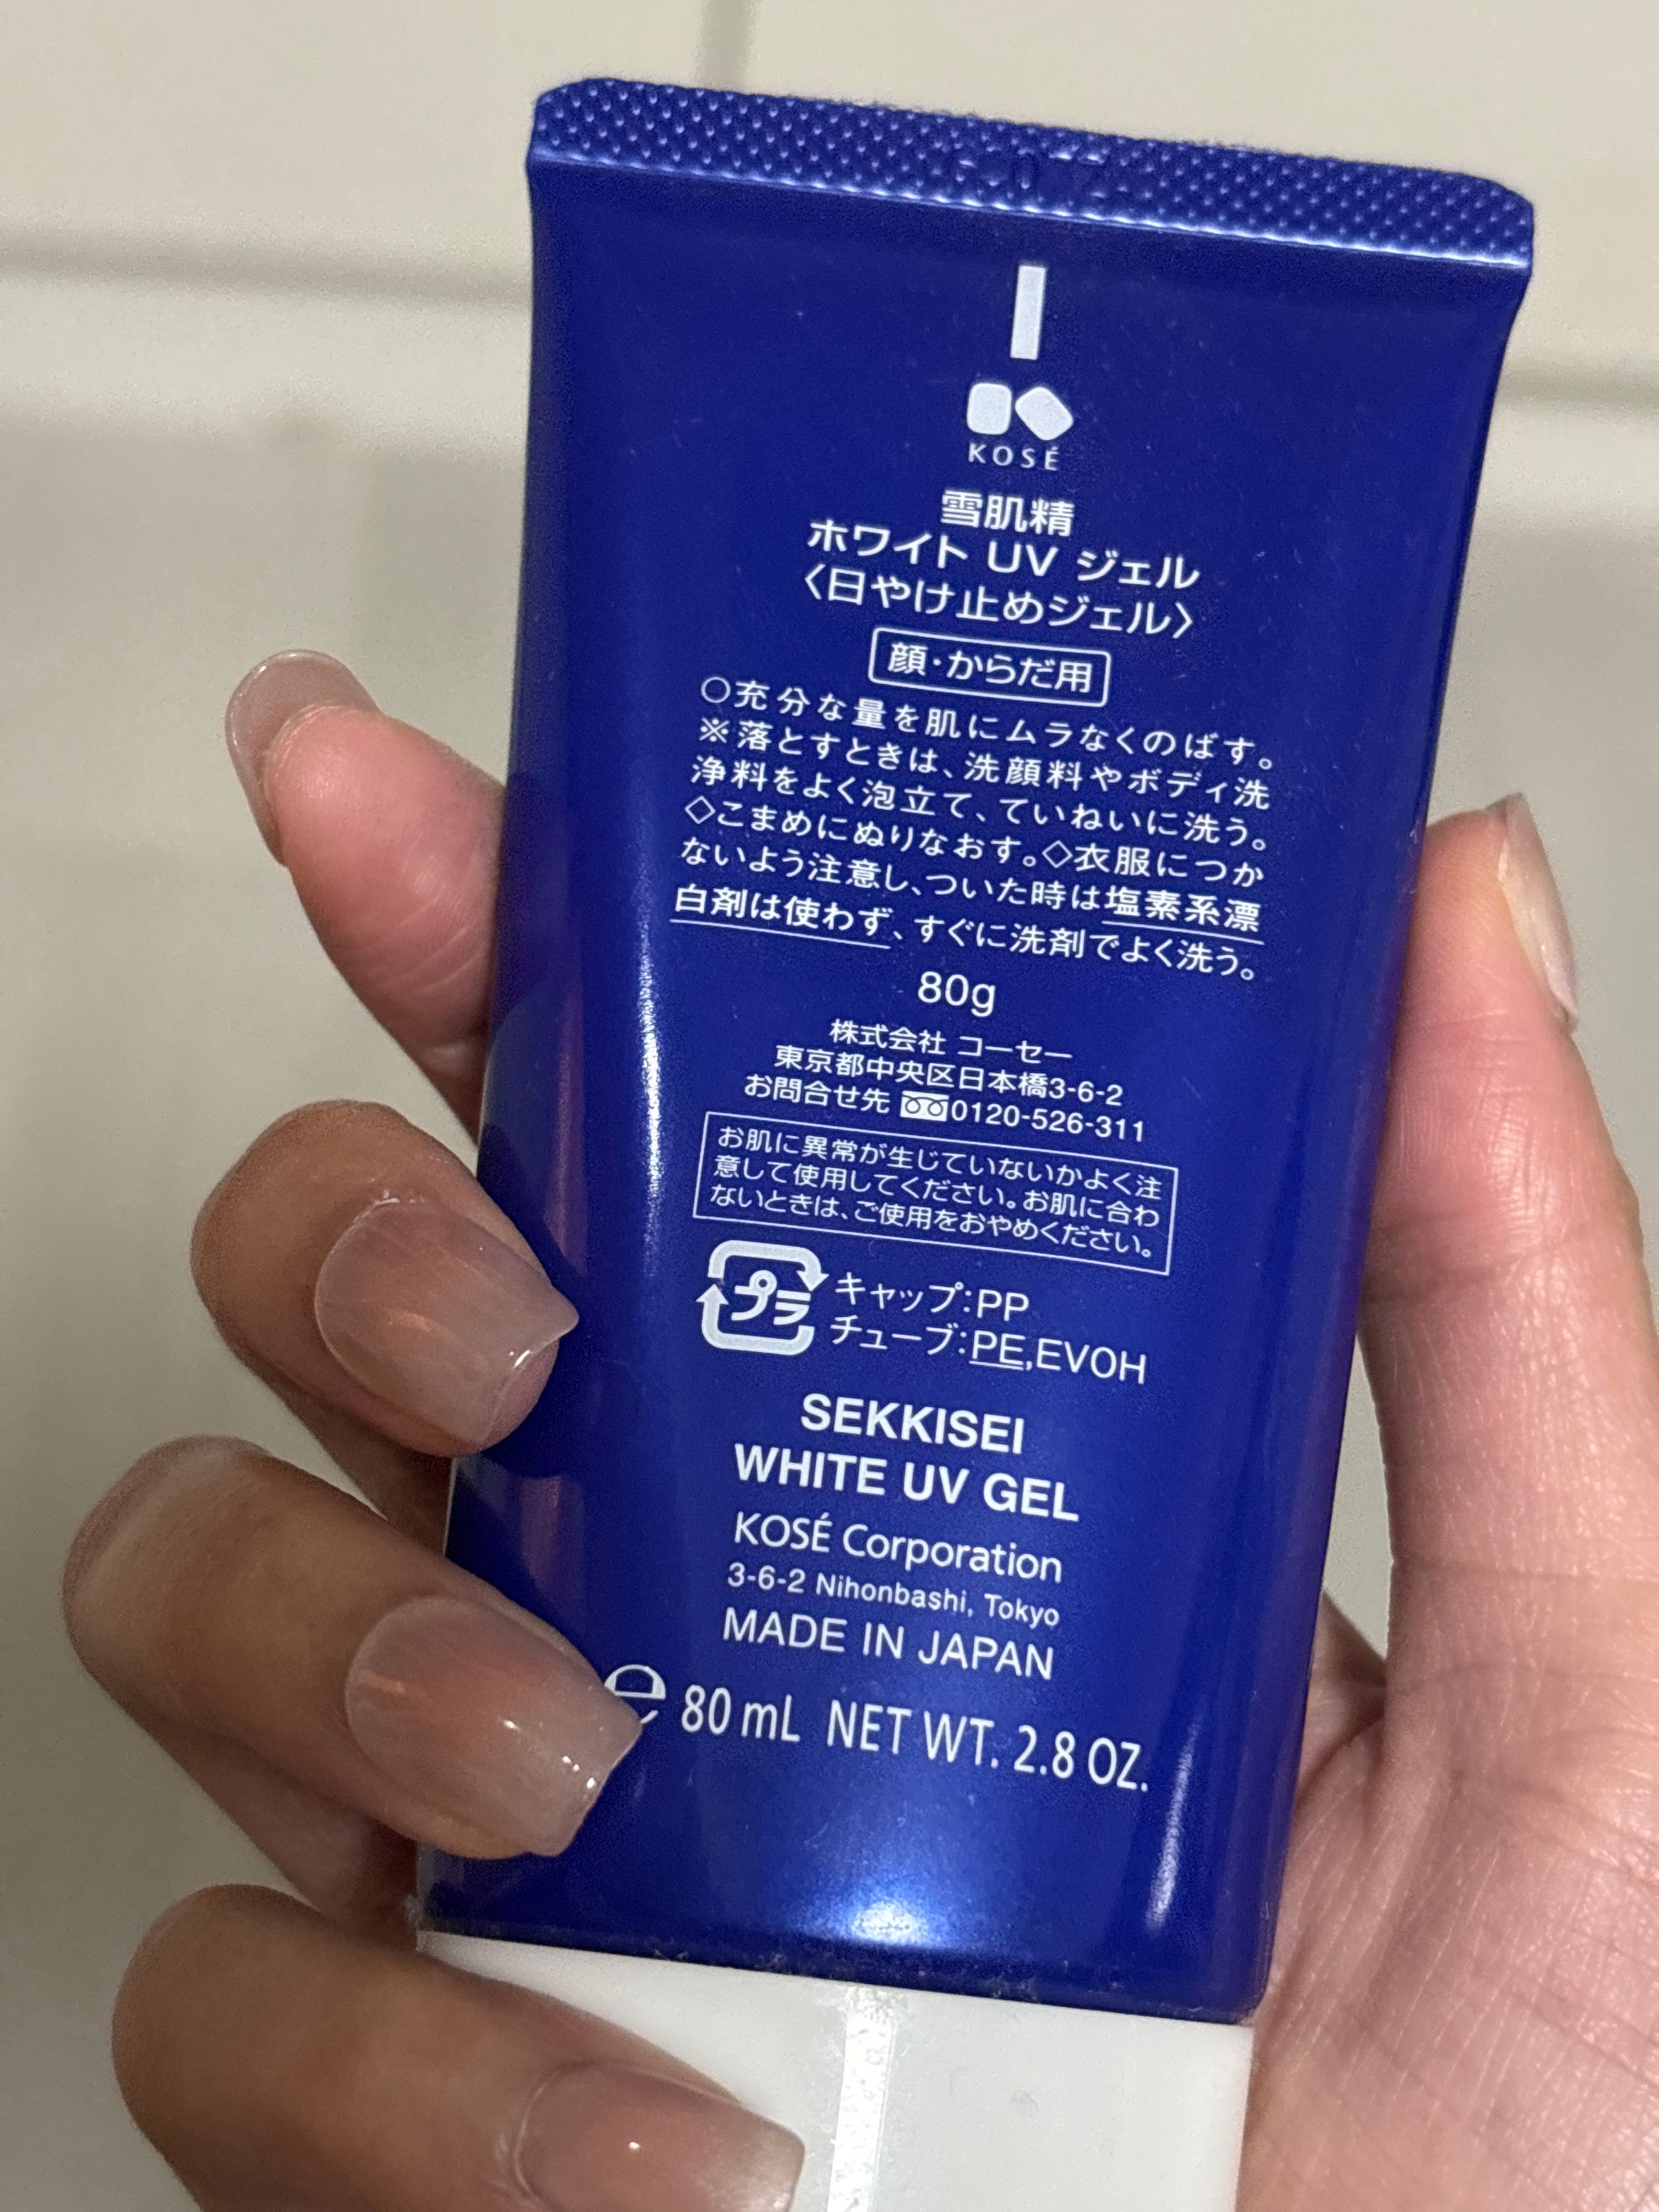 KOSÉ
雪肌精
ホワイト UV ジェル
〈日やけ止めジェル〉
顔・からだ用
○充分な量を肌にムラなくのばす。
※落とすときは、洗顔料やボディ洗
浄料をよく泡立て、ていねいに洗う。
◇こまめにぬりなおす。◇衣服につか
ないよう注意し、ついた時は塩素系漂
白剤は使わず、すぐに洗剤でよく洗う。
80g
株式会社 コーセー
東京都中央区日本橋3-6-2
お問合せ先 0120-526-311
お肌に異常が生じていないかよく注
意して使用してください。お肌に合わ
ないときは、ご使用をおやめください。
プラ キャップ:PP
チューブ:PE,EVOH
SEKKISEI
WHITE UV GEL
KOSÉ Corporation
3-6-2 Nihonbashi, Tokyo
MADE IN JAPAN
℮ 80 mL NET WT. 2.8 OZ.